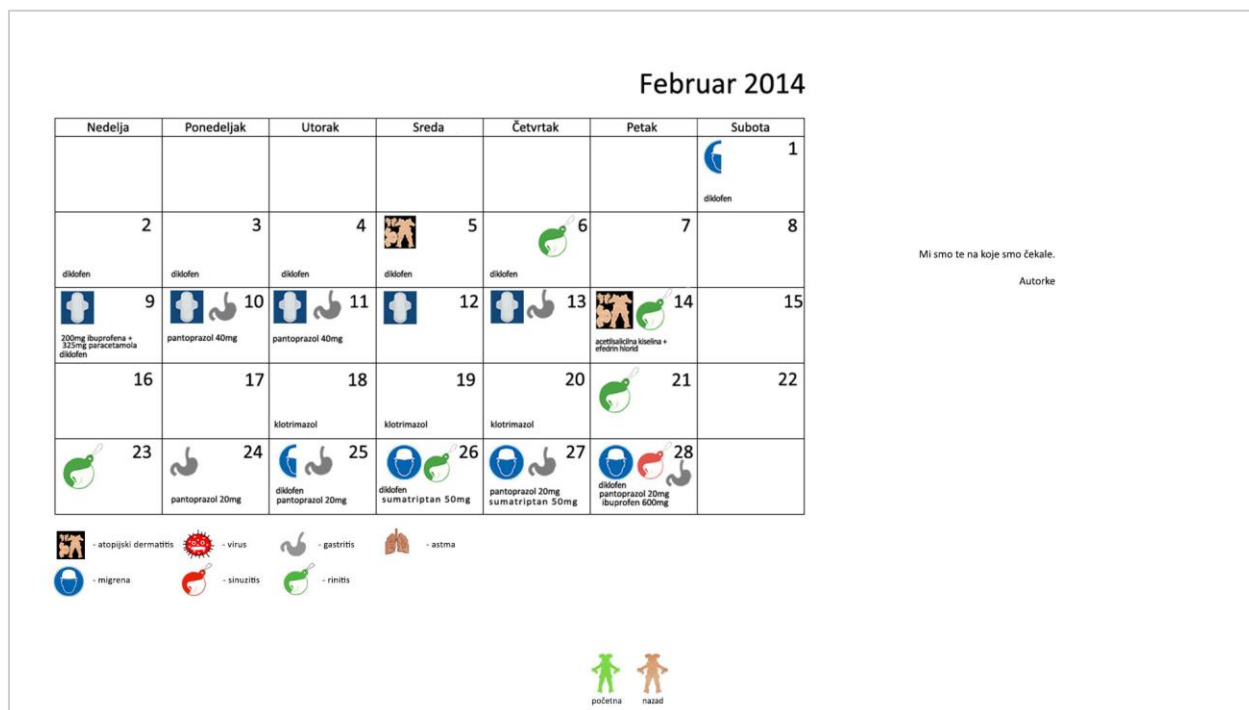 Februar 2014
Nedelja Ponedeljak Utorak Sreda Četvrtak Petak Subota
1
diklofen
2 3 4 5 6 7 8
diklofen diklofen diklofen diklofen diklofen
Mi smo te na koje smo čekale.
Autorke
9 10 11 12 13 14 15
200mg ibuprofena +
325mg paracetamola
diklofen
pantoprazol 40mg
pantoprazol 40mg
acetilsalicilna kiselina +
efedrin hlorid
16 17 18 19 20 21 22
klotrimazol klotrimazol klotrimazol
23 24 25 26 27 28
pantoprazol 20mg
diklofen
pantoprazol 20mg
diklofen
sumatriptan 50mg
pantoprazol 20mg
sumatriptan 50mg
diklofen
pantoprazol 20mg
ibuprofen 600mg
- atopijski dermatitis - virus - gastritis - astma
- migrena - sinuzitis - rinitis
početna nazad